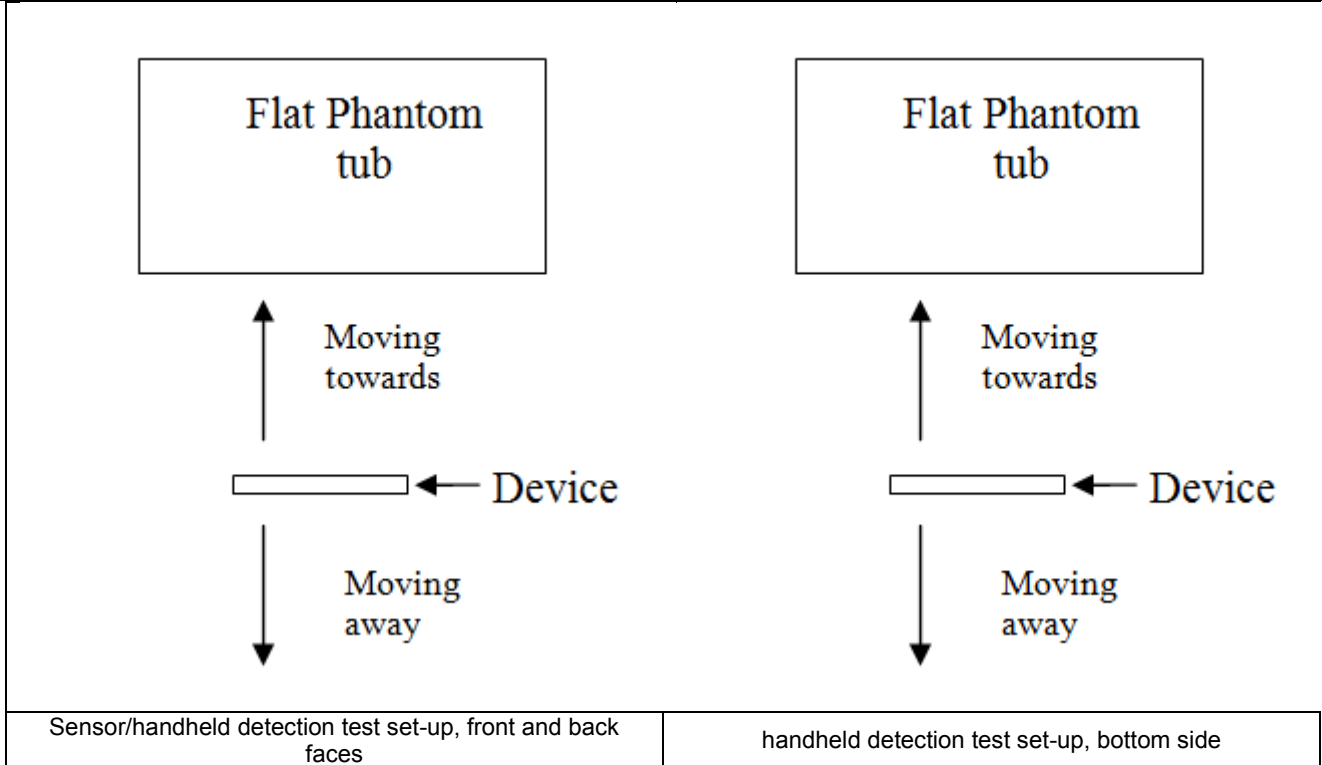 Flat Phantom
tub
Moving
towards
Device
Moving
away
Flat Phantom
tub
Moving
towards
Device
Moving
away
Sensor/handheld detection test set-up, front and back
faces
handheld detection test set-up, bottom side